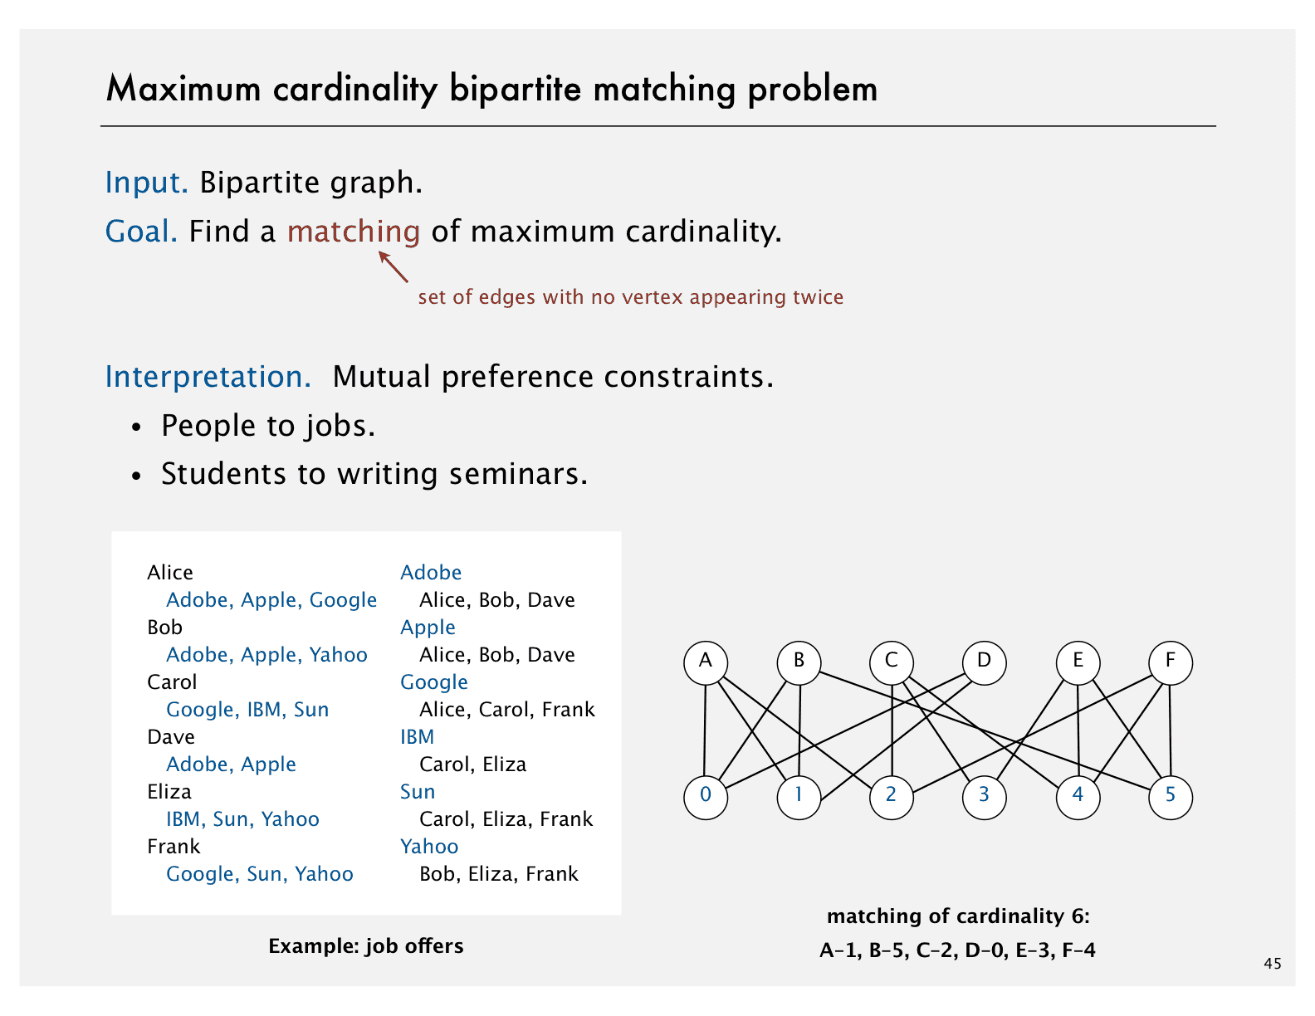 Maximum cardinality bipartite matching problem
Input. Bipartite graph.
Goal. Find a matching of maximum cardinality.
set of edges with no vertex appearing twice
Interpretation. Mutual preference constraints.
• People to jobs.
• Students to writing seminars.
Alice
Adobe, Apple, Google
Bob
Adobe, Apple, Yahoo
Carol
Google, IBM, Sun
Dave
Adobe, Apple
Eliza
IBM, Sun, Yahoo
Frank
Google, Sun, Yahoo
Adobe
Alice, Bob, Dave
Apple
Alice, Bob, Dave
Google
Alice, Carol, Frank
IBM
Carol, Eliza
Sun
Carol, Eliza, Frank
Yahoo
Bob, Eliza, Frank
Example: job offers
A B C D E F
0 1 2 3 4 5
matching of cardinality 6:
A–1, B–5, C–2, D–0, E–3, F–4
45